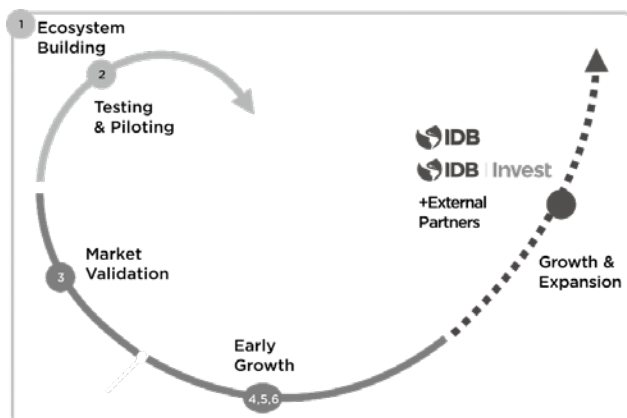 1
Ecosystem
Building
2
Testing
& Piloting
IDB
IDB | Invest
+External
Partners
Market
Validation
3
Growth &
Expansion
Early
Growth
4,5,6